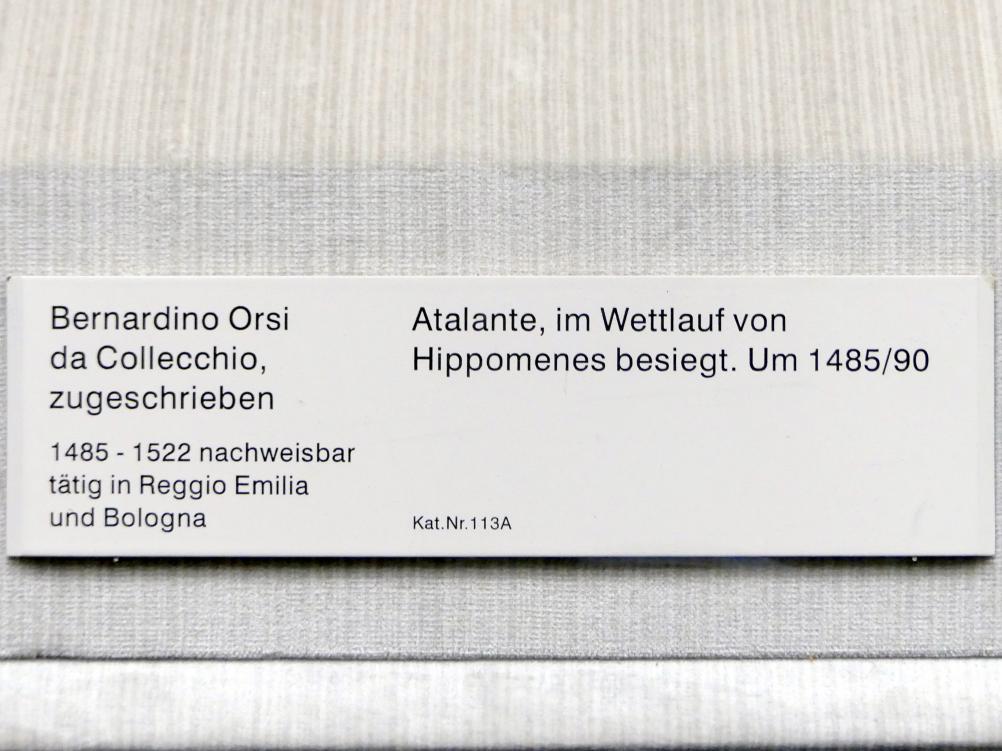 Bernardino Orsi
da Collecchio,
zugeschrieben
1485 - 1522 nachweisbar
tätig in Reggio Emilia
und Bologna
Atalante, im Wettlauf von
Hippomenes besiegt. Um 1485/90
Kat.Nr.113A